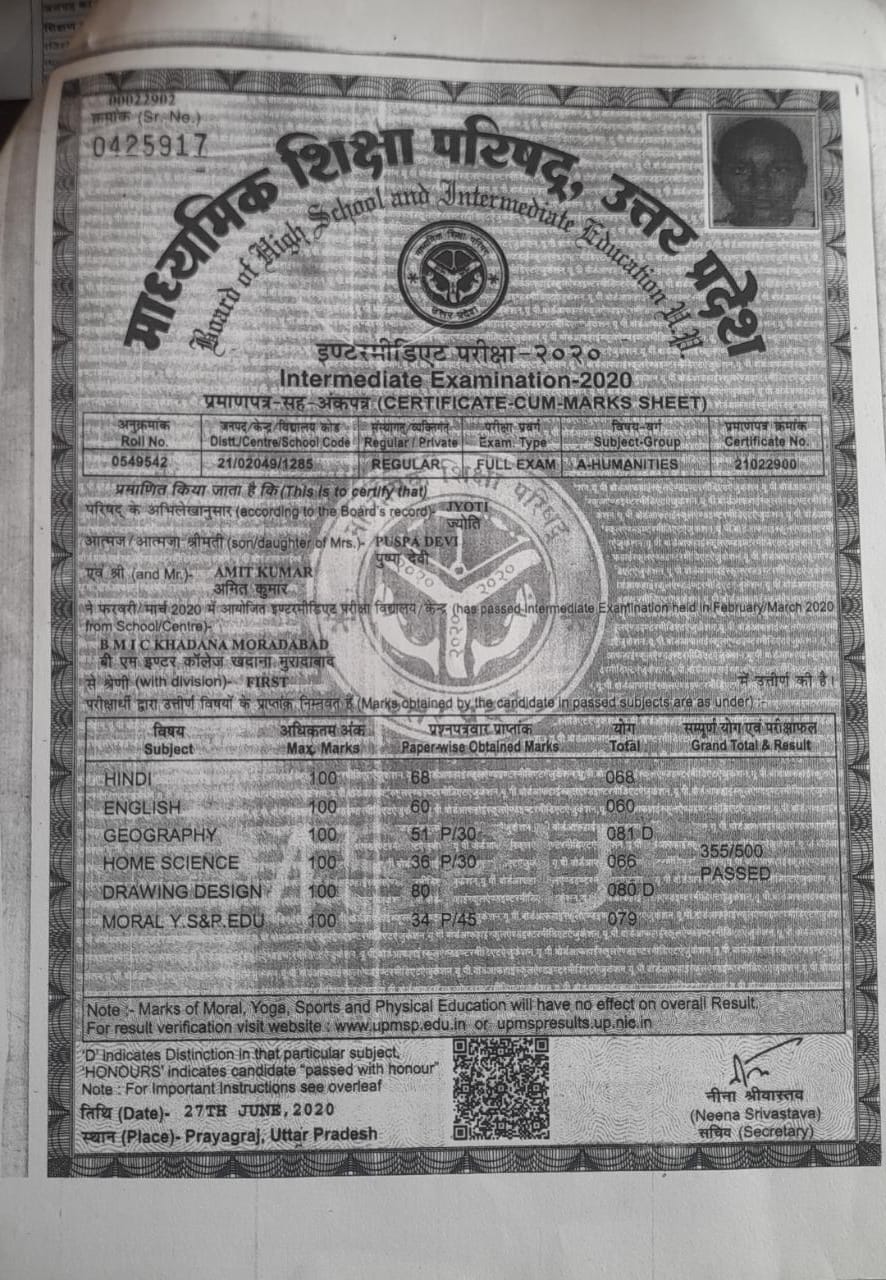 00022902
क्रमांक (Sr. No.)
0425917
माध्यमिक शिक्षा परिषद्, उत्तर प्रदेश
Board of High School and Intermediate Education U.P.
इण्टरमीडिएट परीक्षा-२०२०
Intermediate Examination-2020
प्रमाणपत्र-सह-अंकपत्र (CERTIFICATE-CUM-MARKS SHEET)
अनुक्रमांक जनपद/केन्द्र/विद्यालय कोड संस्थागत/व्यक्तिगत परीक्षा प्रवर्ग विषय-वर्ग प्रमाणपत्र क्रमांक
Roll No. Distt./Centre/School Code Regular / Private Exam. Type Subject-Group Certificate No.
0549542 21/02049/1285 REGULAR FULL EXAM A-HUMANITIES 21022900
प्रमाणित किया जाता है कि (This is to certify that)
परिषद् के अभिलेखानुसार (according to the Board's record)- JYOTI
ज्योति
आत्मज/आत्मजा श्रीमती (son/daughter of Mrs.)- PUSPA DEVI
पुष्पा देवी
एवं श्री (and Mr.)- AMIT KUMAR
अमित कुमार
ने फरवरी/मार्च 2020 में आयोजित इण्टरमीडिएट परीक्षा विद्यालय/केन्द्र (has passed Intermediate Examination held in February/March 2020
from School/Centre)-
B M I C KHADANA MORADABAD
बी एम इण्टर कॉलेज खदाना मुरादाबाद
से श्रेणी (with division)- FIRST में उत्तीर्ण की है।
परीक्षार्थी द्वारा उत्तीर्ण विषयों के प्राप्तांक निम्नवत् हैं (Marks obtained by the candidate in passed subjects are as under) :-
विषय अधिकतम अंक प्रश्नपत्रवार प्राप्तांक योग सम्पूर्ण योग एवं परीक्षाफल
Subject Max. Marks Paper-wise Obtained Marks Total Grand Total & Result
HINDI 100 68 068
ENGLISH 100 60 060
GEOGRAPHY 100 51 P/30 081 D
355/500
HOME SCIENCE 100 36 P/30 066
PASSED
DRAWING DESIGN 100 80 080 D
MORAL Y.S&P.EDU 100 34 P/45 079
Note :- Marks of Moral, Yoga, Sports and Physical Education will have no effect on overall Result.
For result verification visit website : www.upmsp.edu.in or upmspresults.up.nic.in
'D' Indicates Distinction in that particular subject,
'HONOURS' indicates candidate "passed with honour"
Note : For Important Instructions see overleaf
तिथि (Date)- 27TH JUNE, 2020
स्थान (Place)- Prayagraj, Uttar Pradesh
नीना श्रीवास्तव
(Neena Srivastava)
सचिव (Secretary)